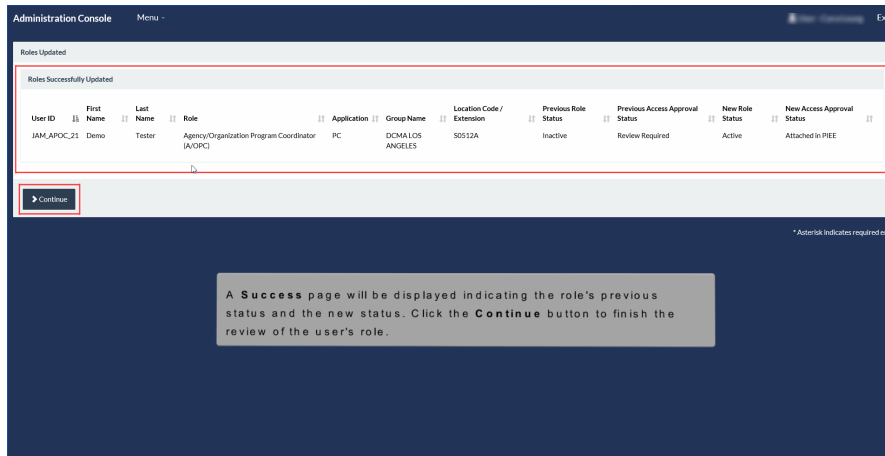 Administration Console Menu
Roles Updated
Roles Successfully Updated
User ID First Name Last Name Role Application Group Name Location Code / Extension Previous Role Status Previous Access Approval Status New Role Status New Access Approval Status
JAM_APOC_21 Demo Tester Agency/Organization Program Coordinator (A/OPC) PC DCMA LOS ANGELES S0512A Inactive Review Required Active Attached in PIEE
Continue
* Asterisk indicates required
A Success page will be displayed indicating the role's previous
status and the new status. Click the Continue button to finish the
review of the user's role.